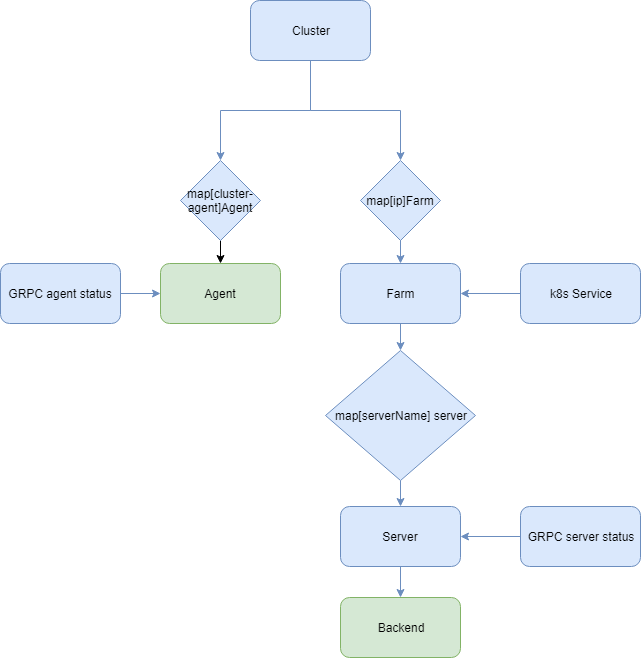 Cluster
map[cluster-
agent]Agent
map[ip]Farm
GRPC agent status
Agent
Farm
k8s Service
map[serverName] server
Server
GRPC server status
Backend